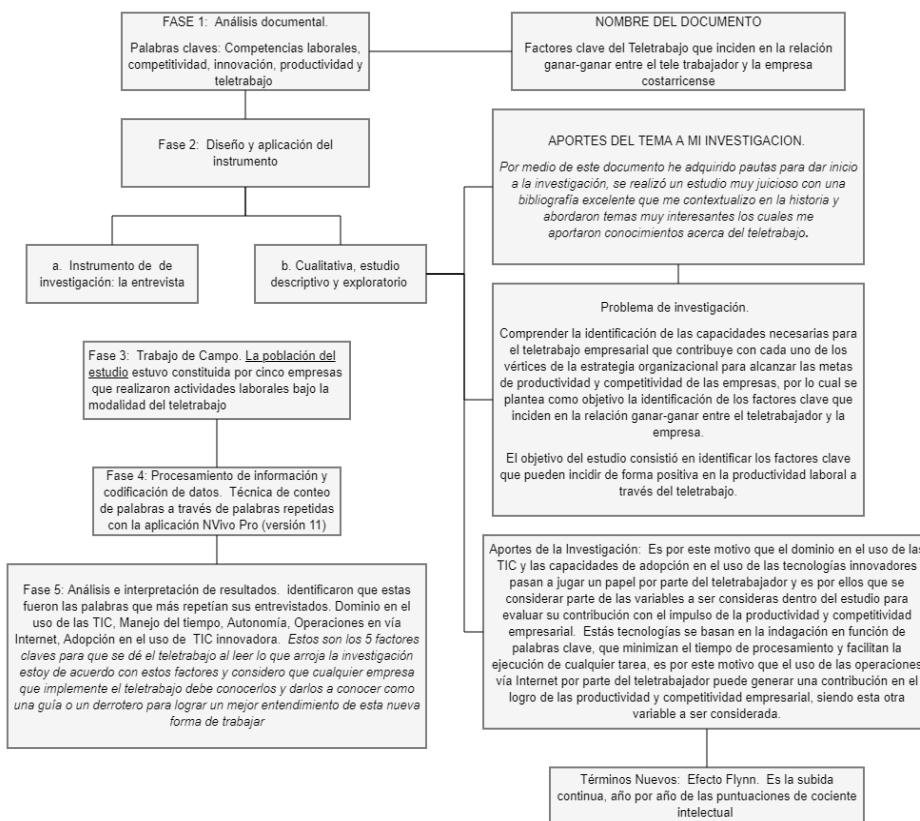 FASE 1: Análisis documental.
Palabras claves: Competencias laborales,
competitividad, innovación, productividad y
teletrabajo
NOMBRE DEL DOCUMENTO
Factores clave del Teletrabajo que inciden en la relación
ganar-ganar entre el tele trabajador y la empresa
costarricense
Fase 2: Diseño y aplicación del
instrumento
APORTES DEL TEMA A MI INVESTIGACION.
Por medio de este documento he adquirido pautas para dar inicio
a la investigación, se realizó un estudio muy juicioso con una
bibliografía excelente que me contextualizo en la historia y
abordaron temas muy interesantes los cuales me
aportaron conocimientos acerca del teletrabajo.
a. Instrumento de de
investigación: la entrevista
b. Cualitativa, estudio
descriptivo y exploratorio
Problema de investigación.
Comprender la identificación de las capacidades necesarias para
el teletrabajo empresarial que contribuye con cada uno de los
vértices de la estrategia organizacional para alcanzar las metas
de productividad y competitividad de las empresas, por lo cual se
plantea como objetivo la identificación de los factores clave que
inciden en la relación ganar-ganar entre el teletrabajador y la
empresa.
El objetivo del estudio consistió en identificar los factores clave
que pueden incidir de forma positiva en la productividad laboral a
través del teletrabajo.
Fase 3: Trabajo de Campo. La población del
estudio estuvo constituida por cinco empresas
que realizaron actividades laborales bajo la
modalidad del teletrabajo
Fase 4: Procesamiento de información y
codificación de datos. Técnica de conteo
de palabras a través de palabras repetidas
con la aplicación NVivo Pro (versión 11)
Aportes de la Investigación: Es por este motivo que el dominio en el uso de las
TIC y las capacidades de adopción en el uso de las tecnologías innovadores
pasan a jugar un papel por parte del teletrabajador y es por ellos que se
considerar parte de las variables a ser consideras dentro del estudio para
evaluar su contribución con el impulso de la productividad y competitividad
empresarial. Estás tecnologías se basan en la indagación en función de
palabras clave, que minimizan el tiempo de procesamiento y facilitan la
ejecución de cualquier tarea, es por este motivo que el uso de las operaciones
vía Internet por parte del teletrabajador puede generar una contribución en el
logro de las productividad y competitividad empresarial, siendo esta otra
variable a ser considerada.
Fase 5: Análisis e interpretación de resultados. identificaron que estas
fueron las palabras que más repetían sus entrevistados. Dominio en el
uso de las TIC, Manejo del tiempo, Autonomía, Operaciones en vía
Internet, Adopción en el uso de TIC innovadora. Estos son los 5 factores
claves para que se dé el teletrabajo al leer lo que arroja la investigación
estoy de acuerdo con estos factores y considero que cualquier empresa
que implemente el teletrabajo debe conocerlos y darlos a conocer como
una guía o un derrotero para lograr un mejor entendimiento de esta nueva
forma de trabajar
Términos Nuevos: Efecto Flynn. Es la subida
continua, año por año de las puntuaciones de cociente
intelectual